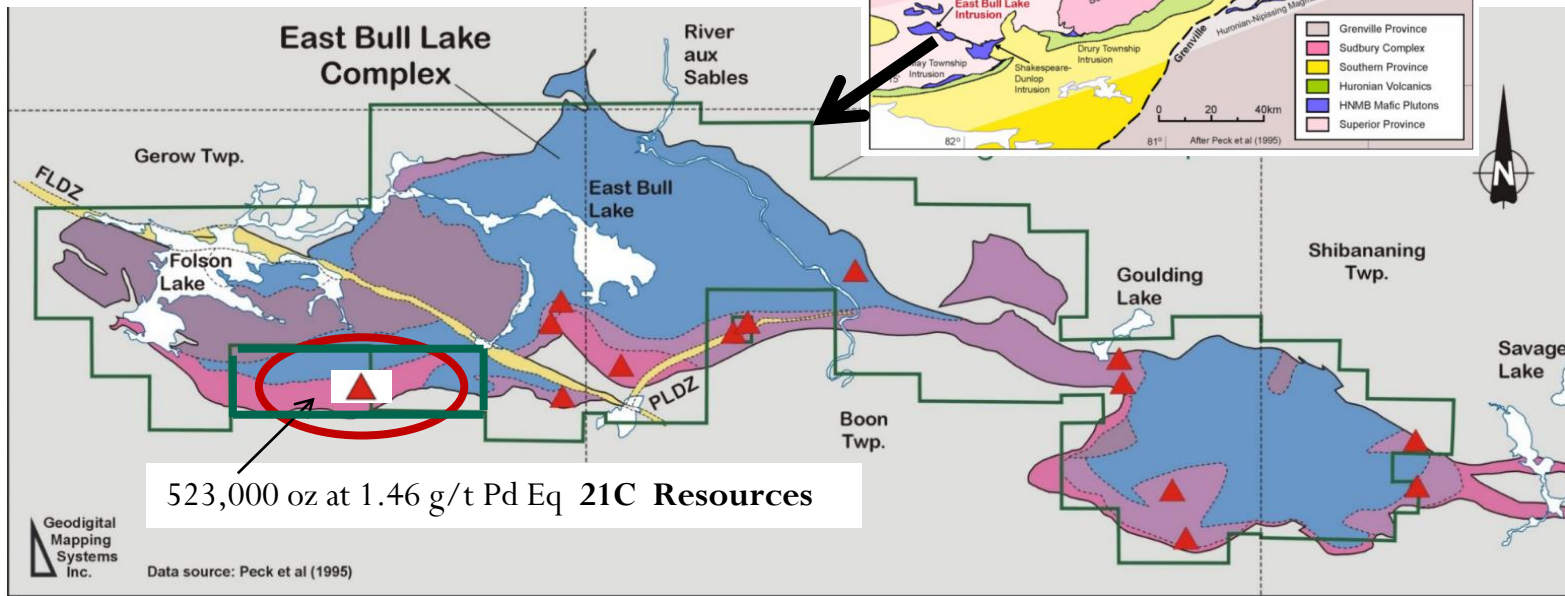 East Bull Lake
Complex
River
aux
Sables
East Bull Lake
Intrusion
Drury Township
Intrusion
Shakespeare-
Dunlop
Intrusion
Township
Intrusion
Grenville
Huronian-Nipissing
0 20 40km
82° 81°
After Peck et al (1995)
Grenville Province
Sudbury Complex
Southern Province
Huronian Volcanics
HNMB Mafic Plutons
Superior Province
N
Gerow Twp.
FLDZ
Folson
Lake
East Bull
Lake
PLDZ
Boon
Twp.
Goulding
Lake
Shibananing
Twp.
Savage
Lake
523,000 oz at 1.46 g/t Pd Eq 21C Resources
Geodigital
Mapping
Systems
Inc.
Data source: Peck et al (1995)